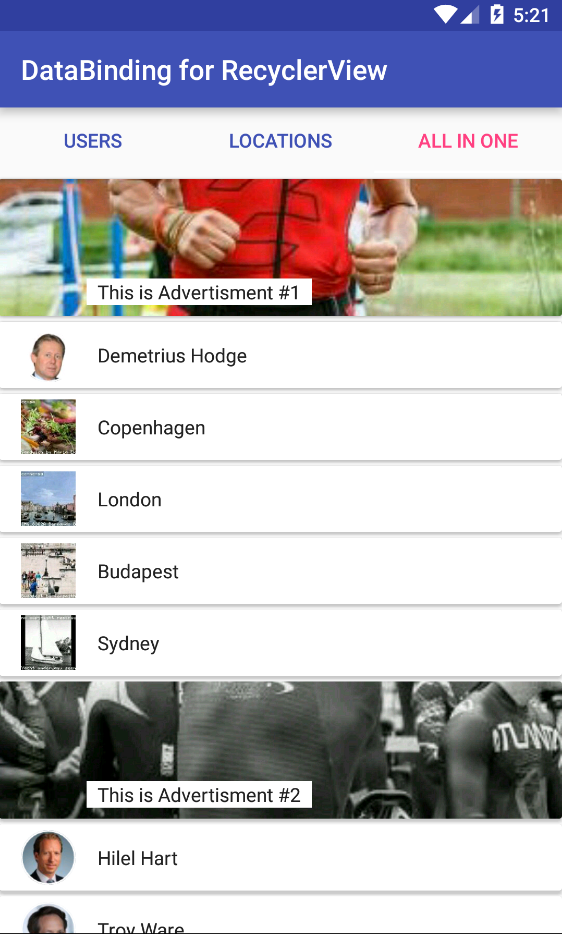 5:21
DataBinding for RecyclerView
USERS LOCATIONS ALL IN ONE
This is Advertisment #1
Demetrius Hodge
Copenhagen
London
Budapest
Sydney
ATLANTA
This is Advertisment #2
Hilel Hart
Troy Ware